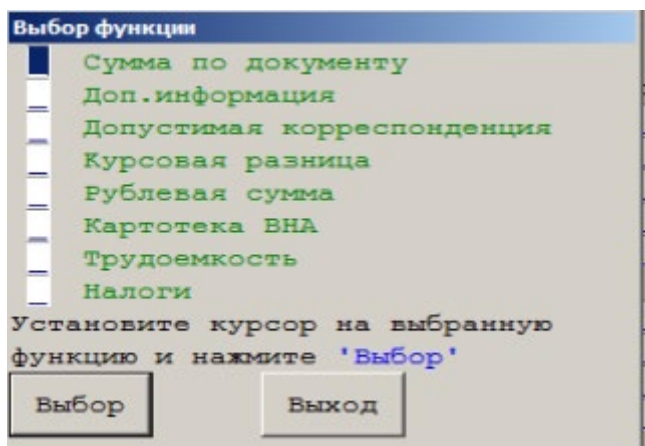 Выбор функции
Сумма по документу
Доп.информация
Допустимая корреспонденция
Курсовая разница
Рублевая сумма
Картотека ВНА
Трудоемкость
Налоги
Установите курсор на выбранную
функцию и нажмите 'Выбор'
Выбор Выход